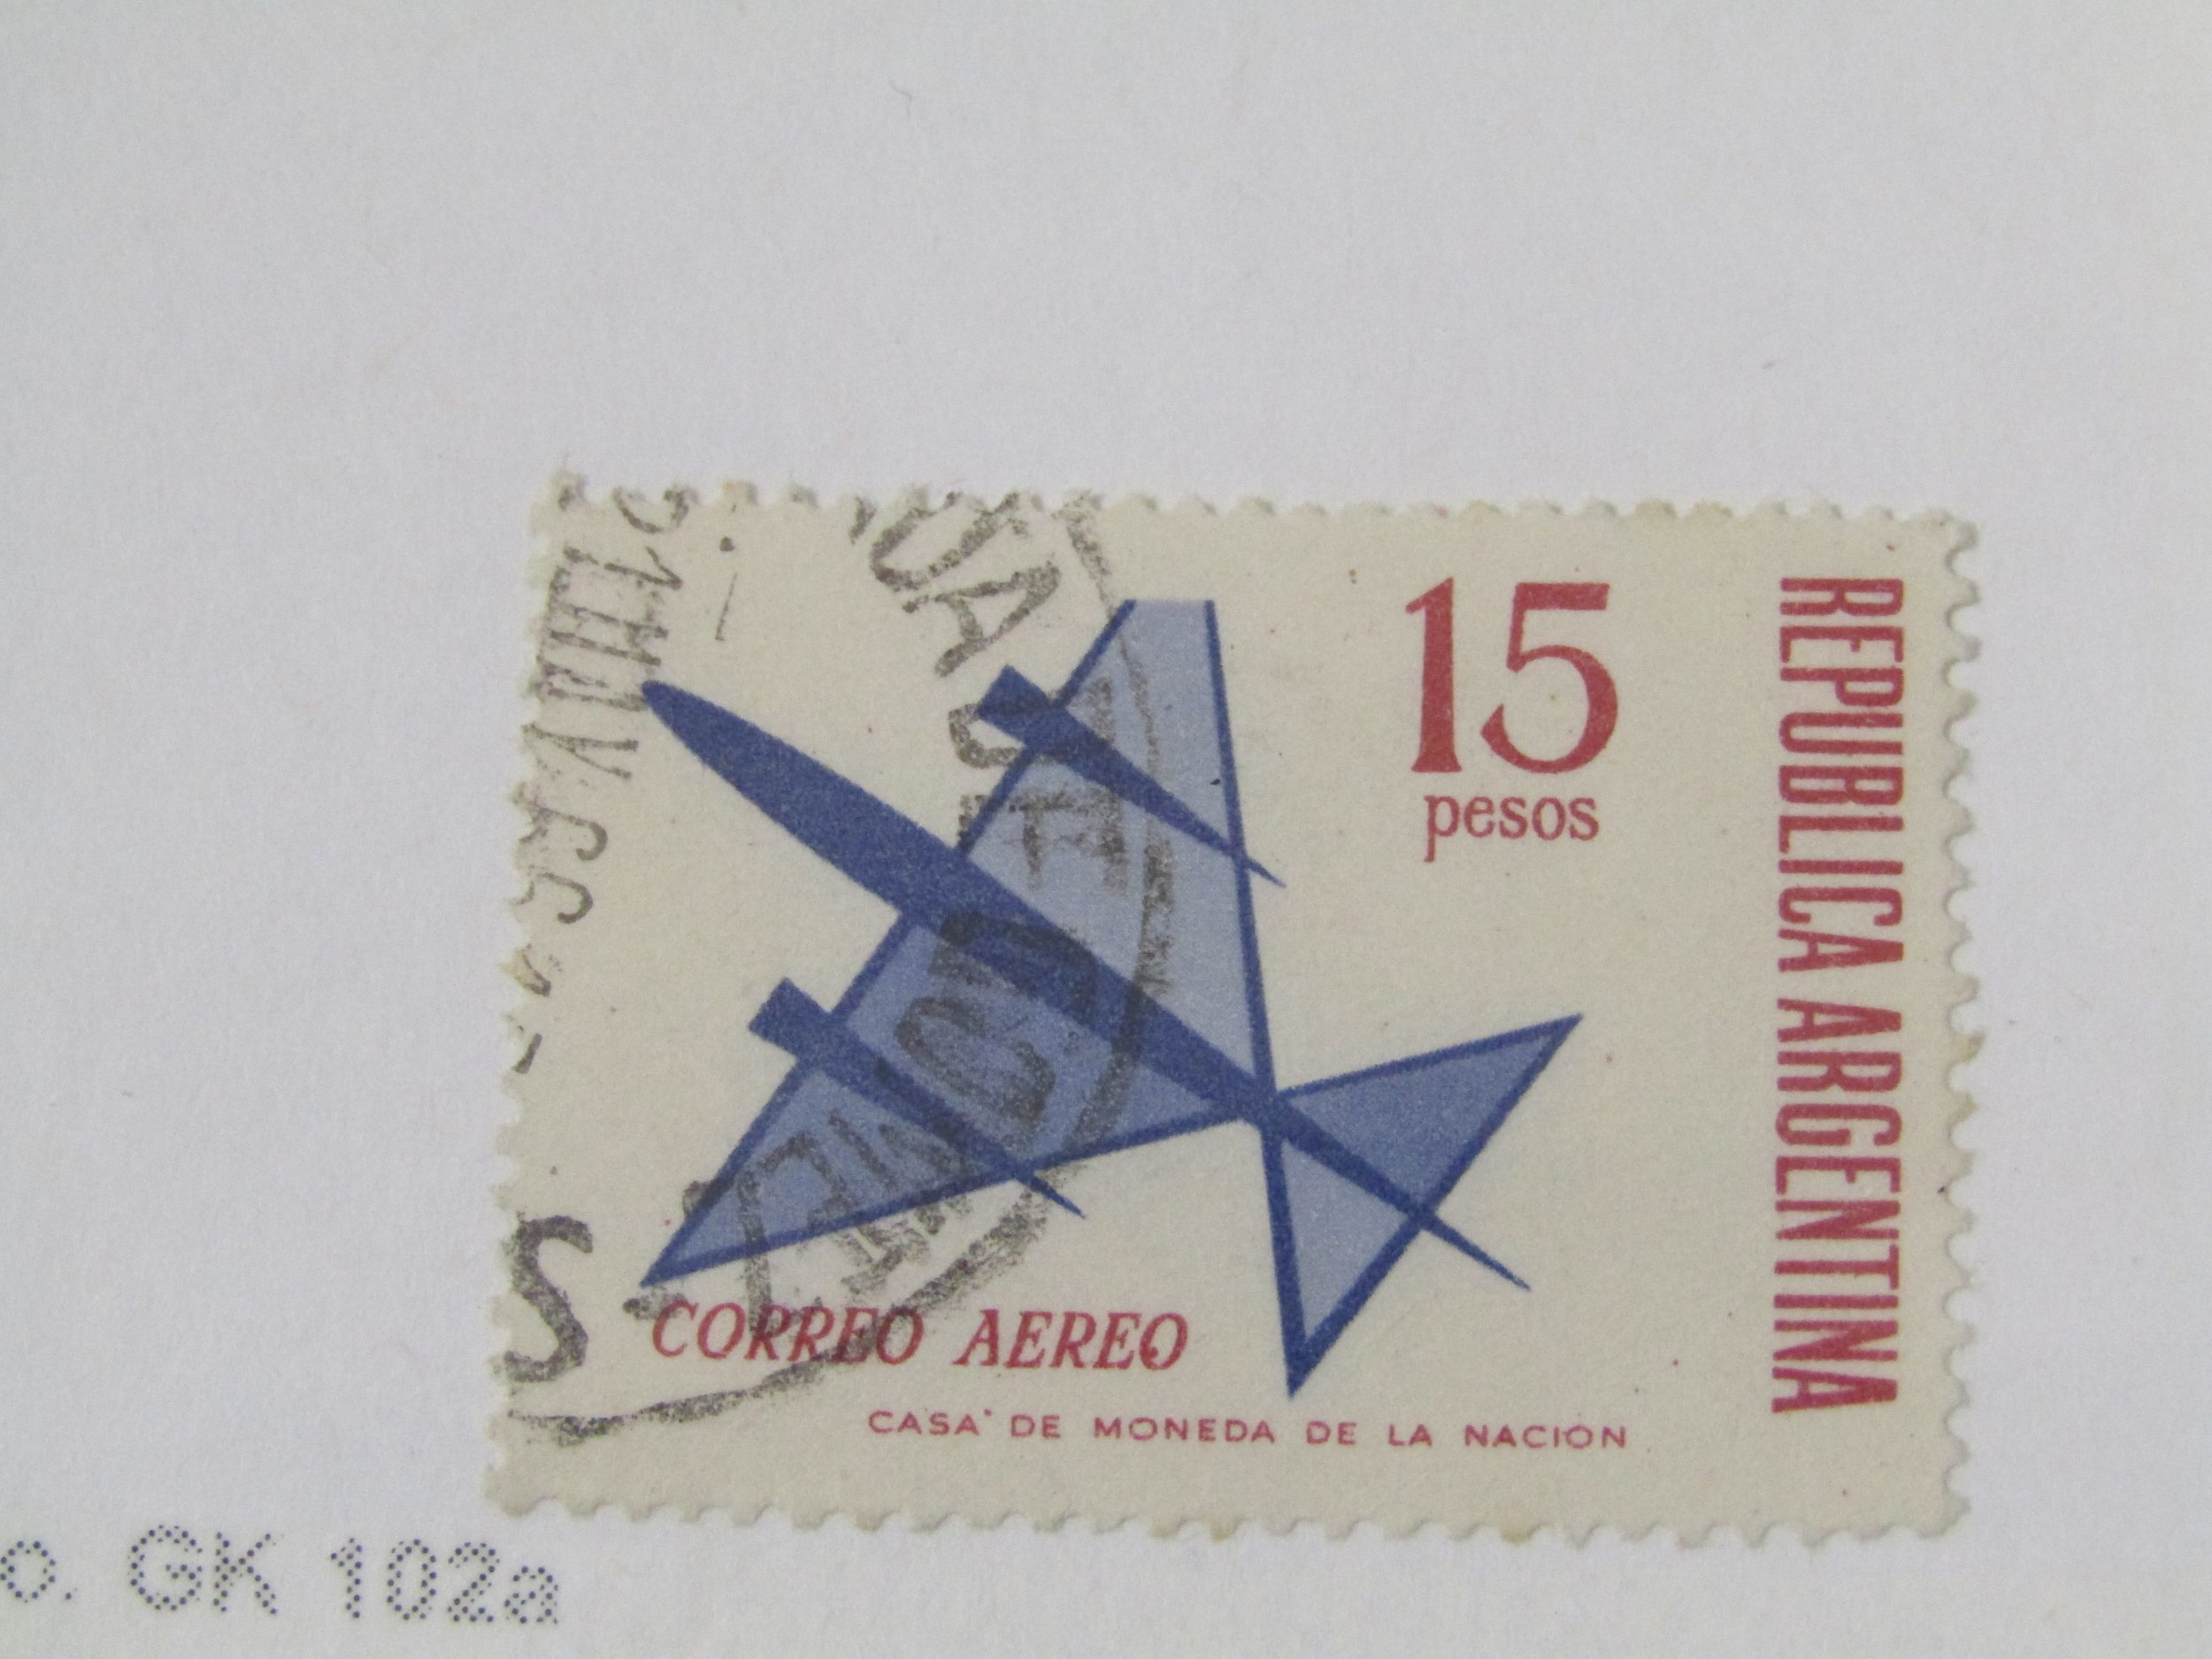 15
pesos
REPUBLICA ARGENTINA
CORREO AEREO
CASA DE MONEDA DE LA NACION
S
o. GK 102a